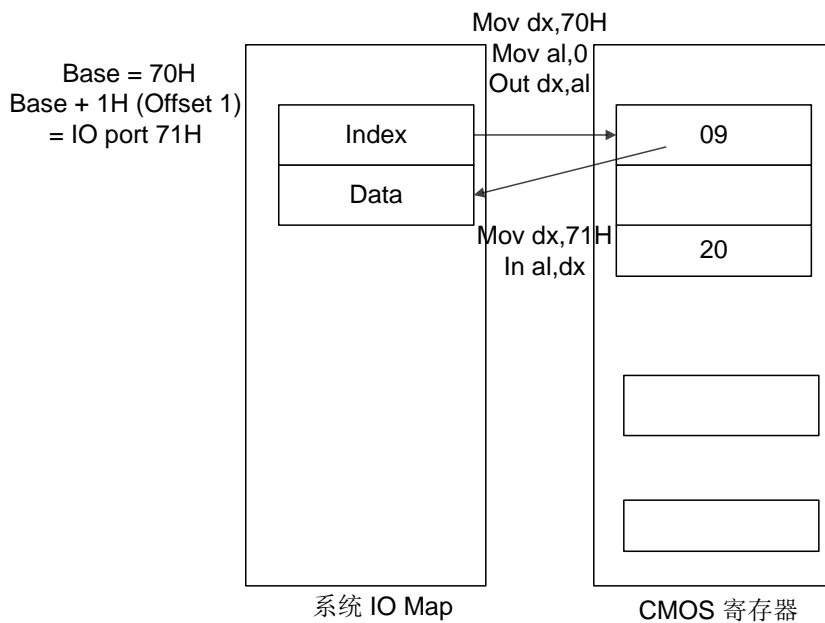 Base = 70H
Base + 1H (Offset 1)
= IO port 71H
Mov dx,70H
Mov al,0
Out dx,al
Index
09
Data
Mov dx,71H
In al,dx
20
系统 IO Map
CMOS 寄存器